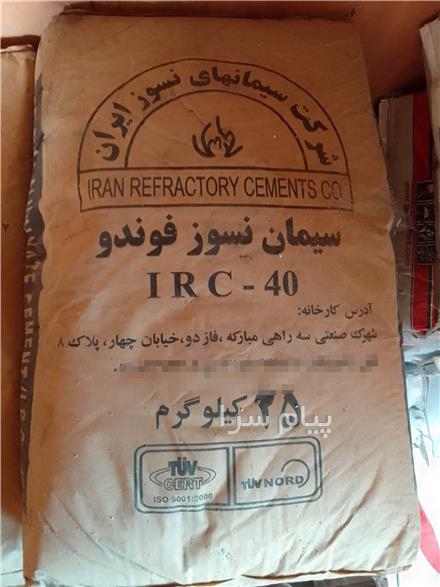 شرکت سیمانهای نسوز ایران
IRAN REFRACTORY CEMENTS CO
سیمان نسوز فوندو
IRC - 40
آدرس کارخانه:
شهرک صنعتی سه راهی مبارکه ،فاز دو،خیابان چهار، پلاک ۸
۲۵ کیلوگرم
پیام سرا
TÜV
CERT
ISO 9001:2000
TÜV NORD